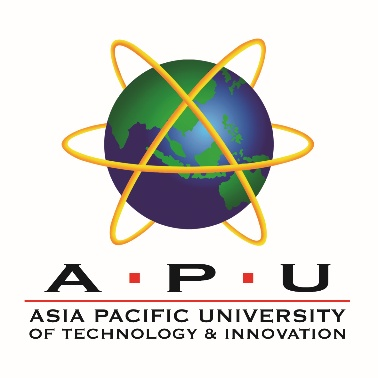 A · P · U
ASIA PACIFIC UNIVERSITY
OF TECHNOLOGY & INNOVATION